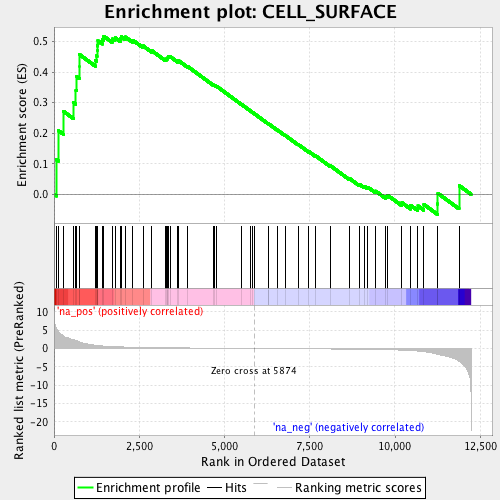 Enrichment plot: CELL_SURFACE
Enrichment score (ES)
0.5
0.4
0.3
0.2
0.1
0.0
'na_pos' (positively correlated)
Ranked list metric (PreRanked)
10
5
0
-5
-10
-15
-20
Zero cross at 5874
'na_neg' (negatively correlated)
0
2,500
5,000
7,500
10,000
12,500
Rank in Ordered Dataset
Enrichment profile
Hits
Ranking metric scores